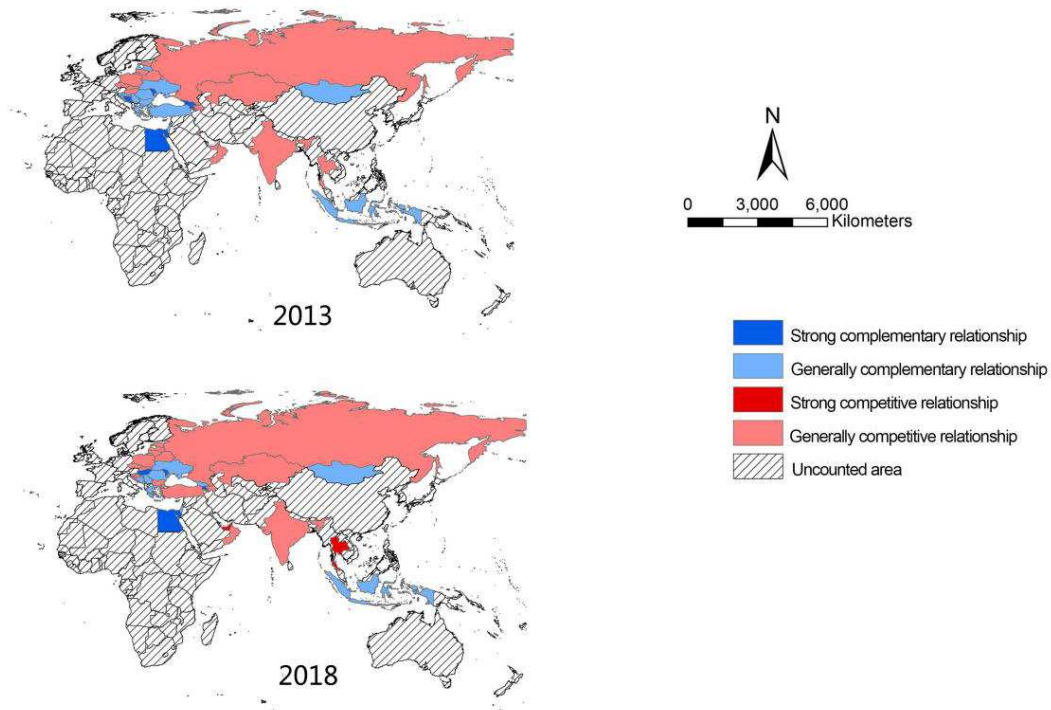 2013
2018
N
0 3,000 6,000
Kilometers
Strong complementary relationship
Generally complementary relationship
Strong competitive relationship
Generally competitive relationship
Uncounted area